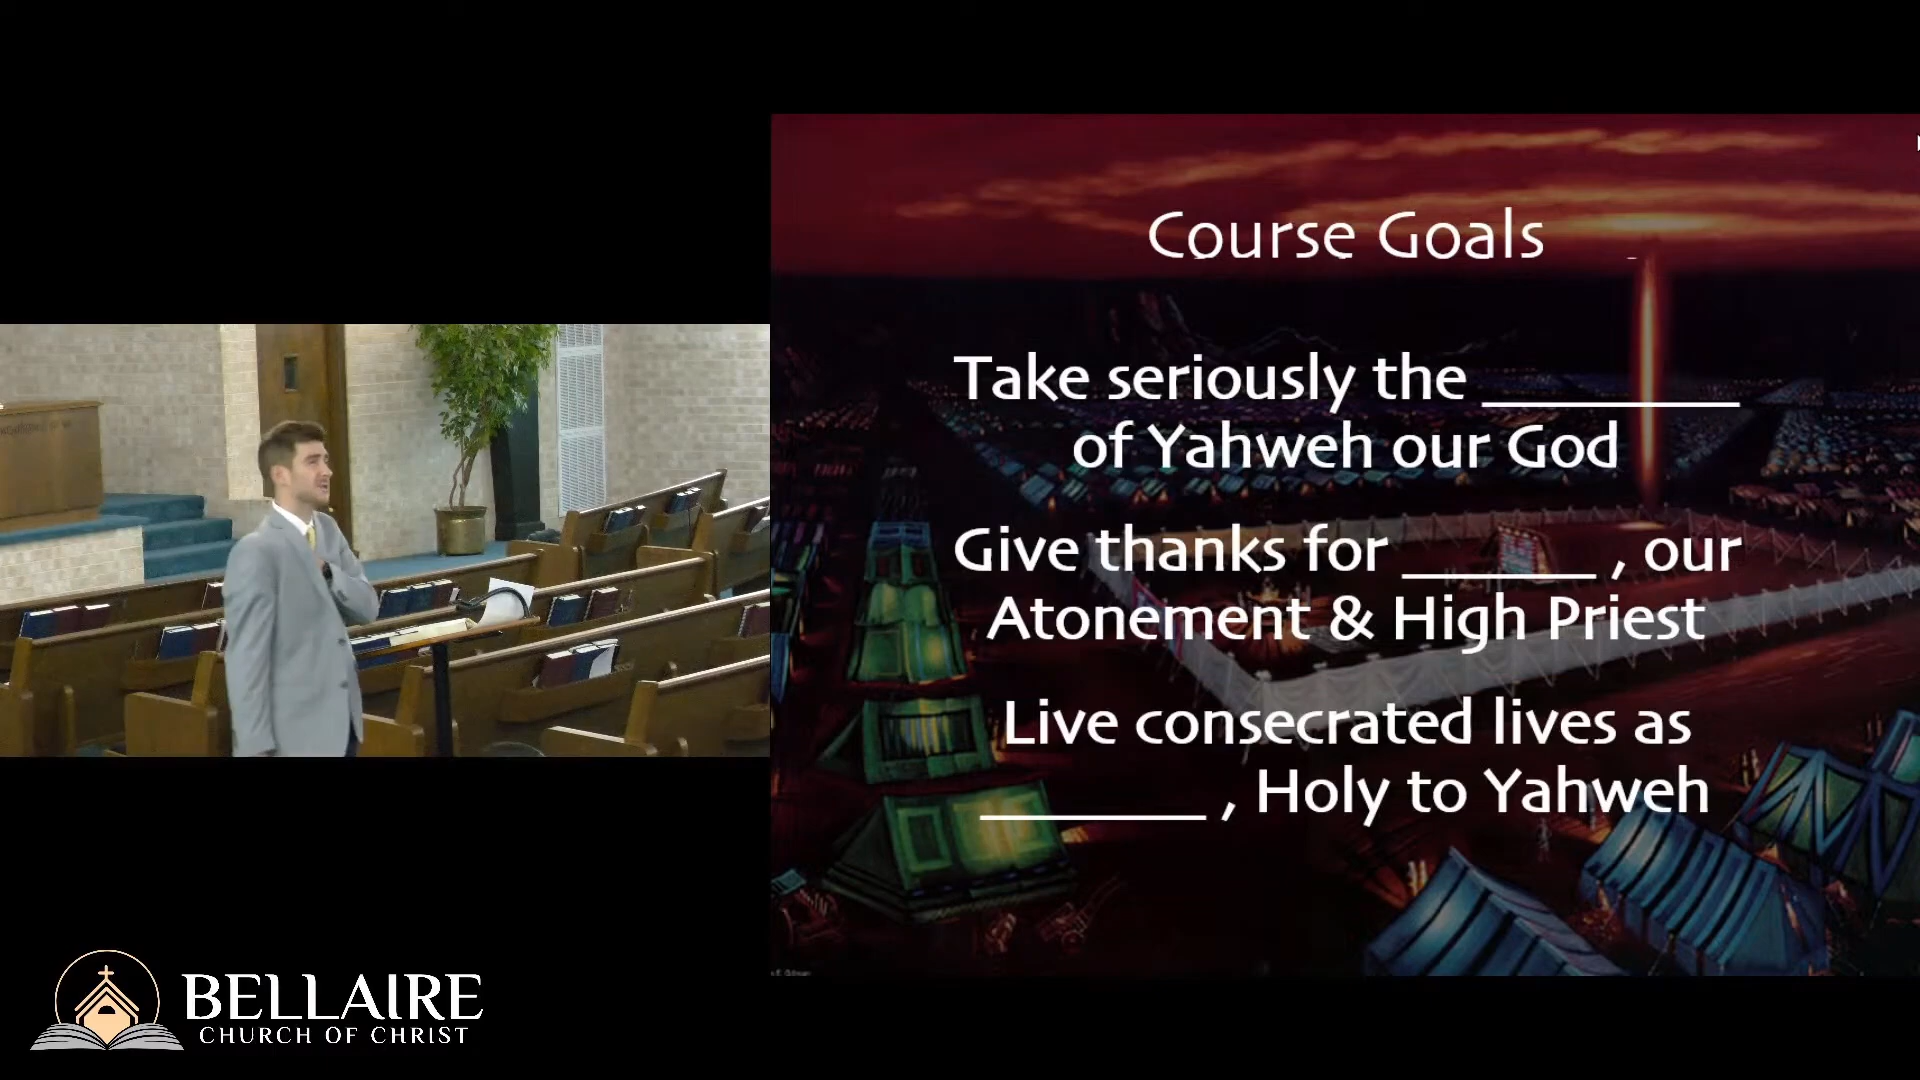 Course Goals
Take seriously the ________
of Yahweh our God
Give thanks for ______ , our
Atonement & High Priest
Live consecrated lives as
_______ , Holy to Yahweh
BELLAIRE
CHURCH OF CHRIST